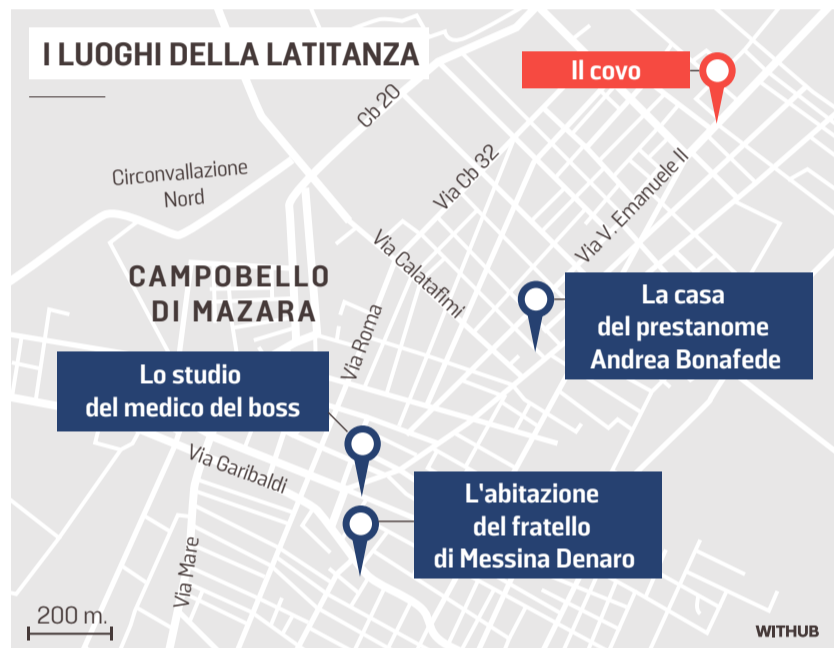 I LUOGHI DELLA LATITANZA
Il covo
Cb 20
Circonvallazione
Nord
Via Cb 32
Via V. Emanuele II
Via Calatafimi
CAMPOBELLO
DI MAZARA
La casa
del prestanome
Andrea Bonafede
Via Roma
Lo studio
del medico del boss
Via Garibaldi
L'abitazione
del fratello
di Messina Denaro
Via Mare
200 m.
WITHUB